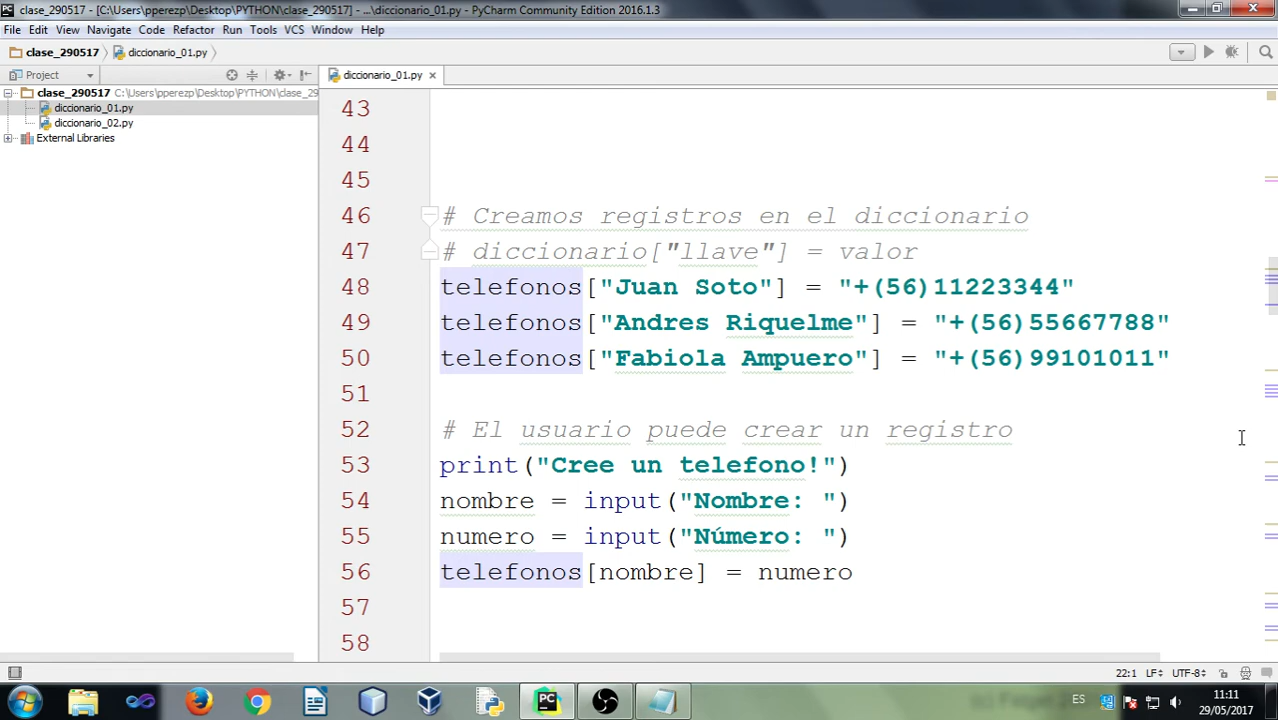 clase_290517 - [C:\Users\pperezp\Desktop\PYTHON\clase_290517] - ...\diccionario_01.py - PyCharm Community Edition 2016.1.3
File Edit View Navigate Code Refactor Run Tools VCS Window Help
clase_290517 diccionario_01.py
Project diccionario_01.py
clase_290517 C:\Users\pperezp\Desktop\PYTHON\clase_29
diccionario_01.py
diccionario_02.py
External Libraries
43
44
45
46 # Creamos registros en el diccionario
47 # diccionario["llave"] = valor
48 telefonos["Juan Soto"] = "+(56)11223344"
49 telefonos["Andres Riquelme"] = "+(56)55667788"
50 telefonos["Fabiola Ampuero"] = "+(56)99101011"
51
52 # El usuario puede crear un registro
53 print("Cree un telefono!")
54 nombre = input("Nombre: ")
55 numero = input("Número: ")
56 telefonos[nombre] = numero
57
58
22:1 LF UTF-8
ES 11:11
29/05/2017